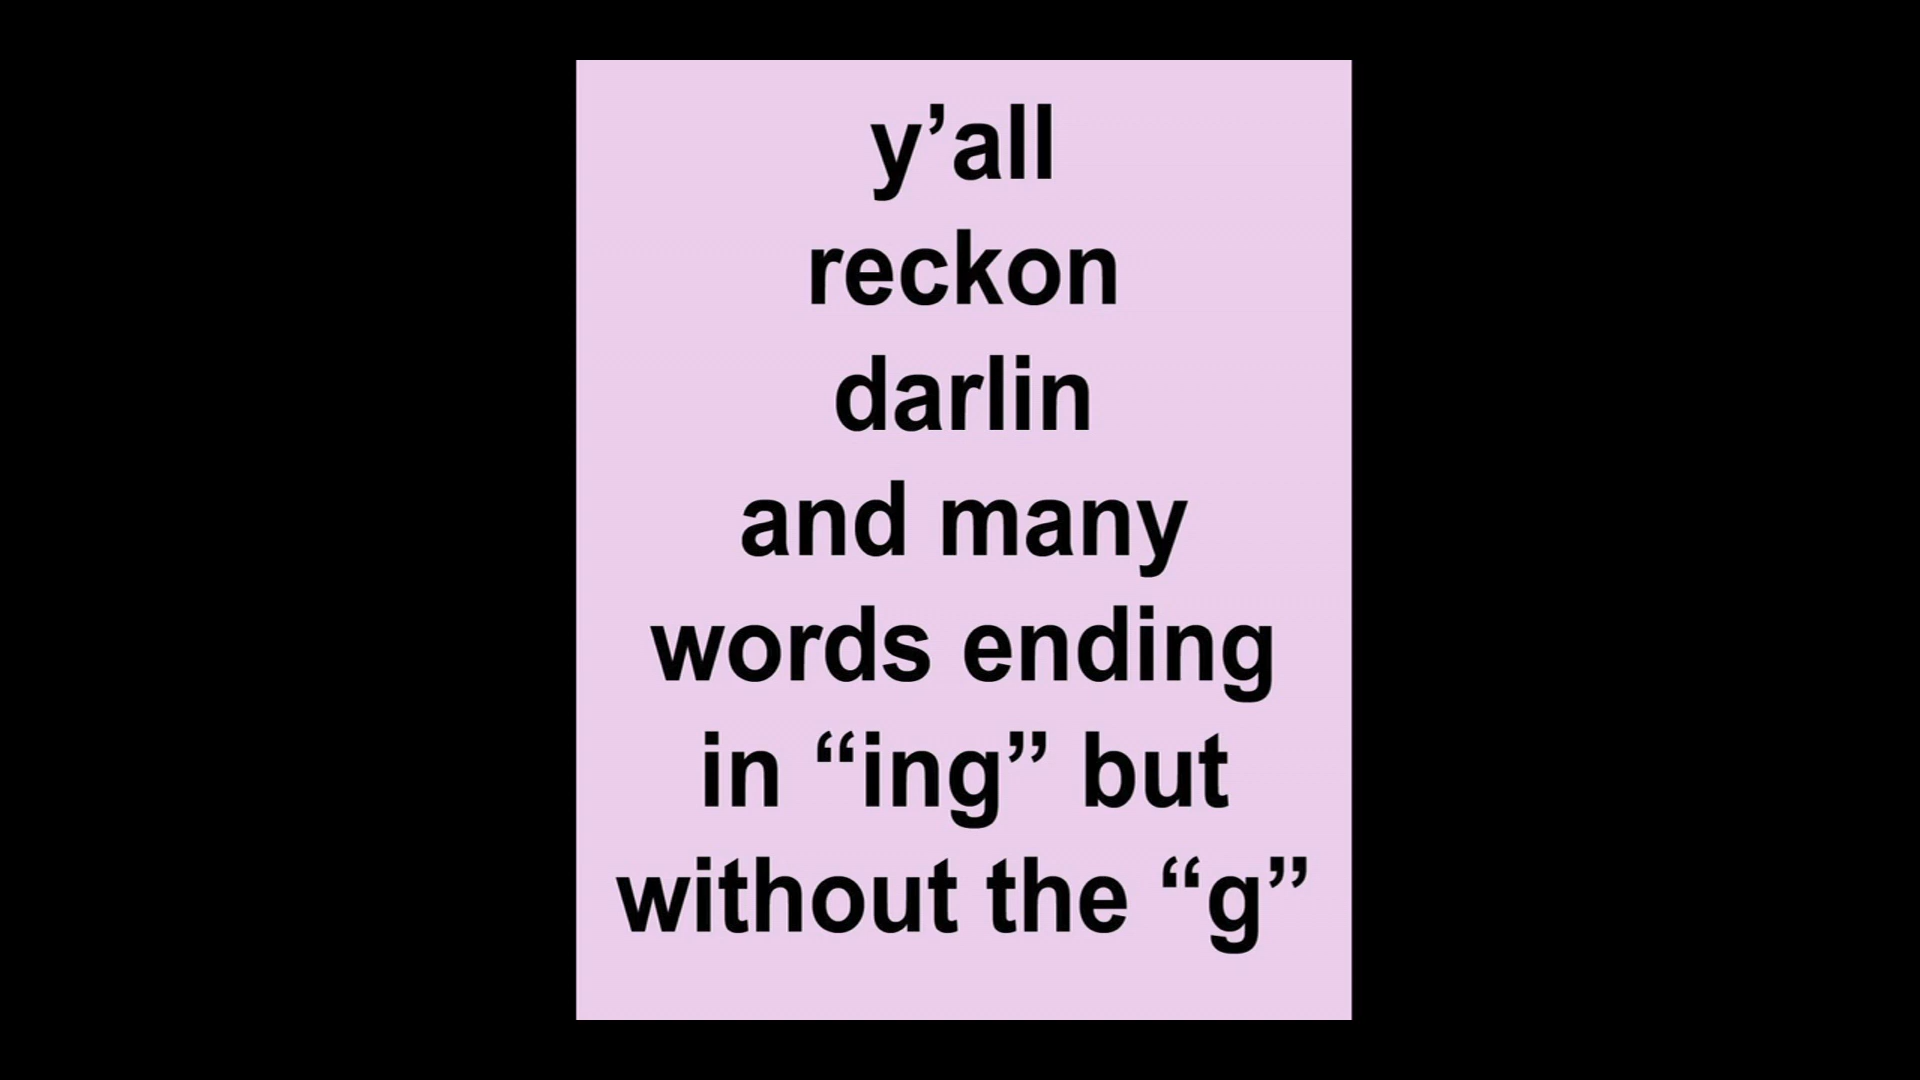 y’all
reckon
darlin
and many
words ending
in “ing” but
without the “g”